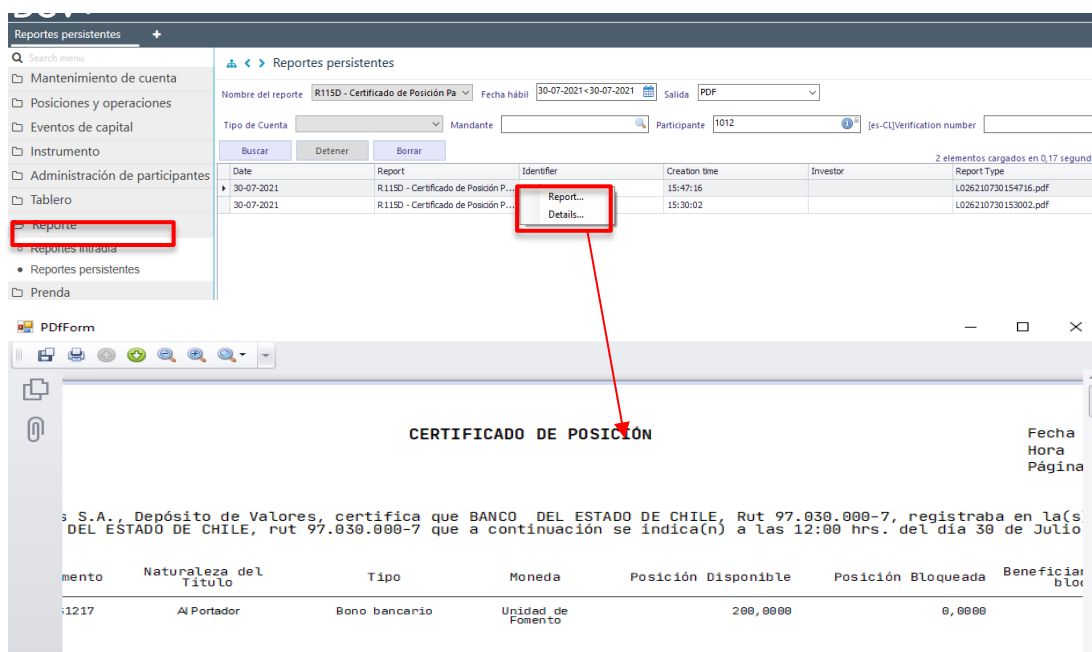 DCV
Reportes persistentes +
Search menu
Mantenimiento de cuenta
Posiciones y operaciones
Eventos de capital
Instrumento
Administración de participantes
Tablero
Reporte
Reportes intradía
Reportes persistentes
Prenda
Reportes persistentes
Nombre del reporte R115D - Certificado de Posición Pa Fecha hábil 30-07-2021<30-07-2021 Salida PDF
Tipo de Cuenta Mandante Participante 1012 [es-CL]Verification number
Buscar Detener Borrar
2 elementos cargados en 0,17 segund
Date Report Identifier Creation time Investor Report Type
30-07-2021 R115D - Certificado de Posición P... 15:47:16 L026210730154716.pdf
30-07-2021 R115D - Certificado de Posición P... 15:30:02 L026210730153002.pdf
Report...
Details...
PDfForm
CERTIFICADO DE POSICIÓN
Fecha
Hora
Página
s S.A., Depósito de Valores, certifica que BANCO DEL ESTADO DE CHILE, Rut 97.030.000-7, registraba en la(s
DEL ESTADO DE CHILE, rut 97.030.000-7 que a continuación se indica(n) a las 12:00 hrs. del día 30 de Julio
mento Naturaleza del Título Tipo Moneda Posición Disponible Posición Bloqueada Beneficiar
bloq
1217 Al Portador Bono bancario Unidad de Fomento 200,0000 0,0000